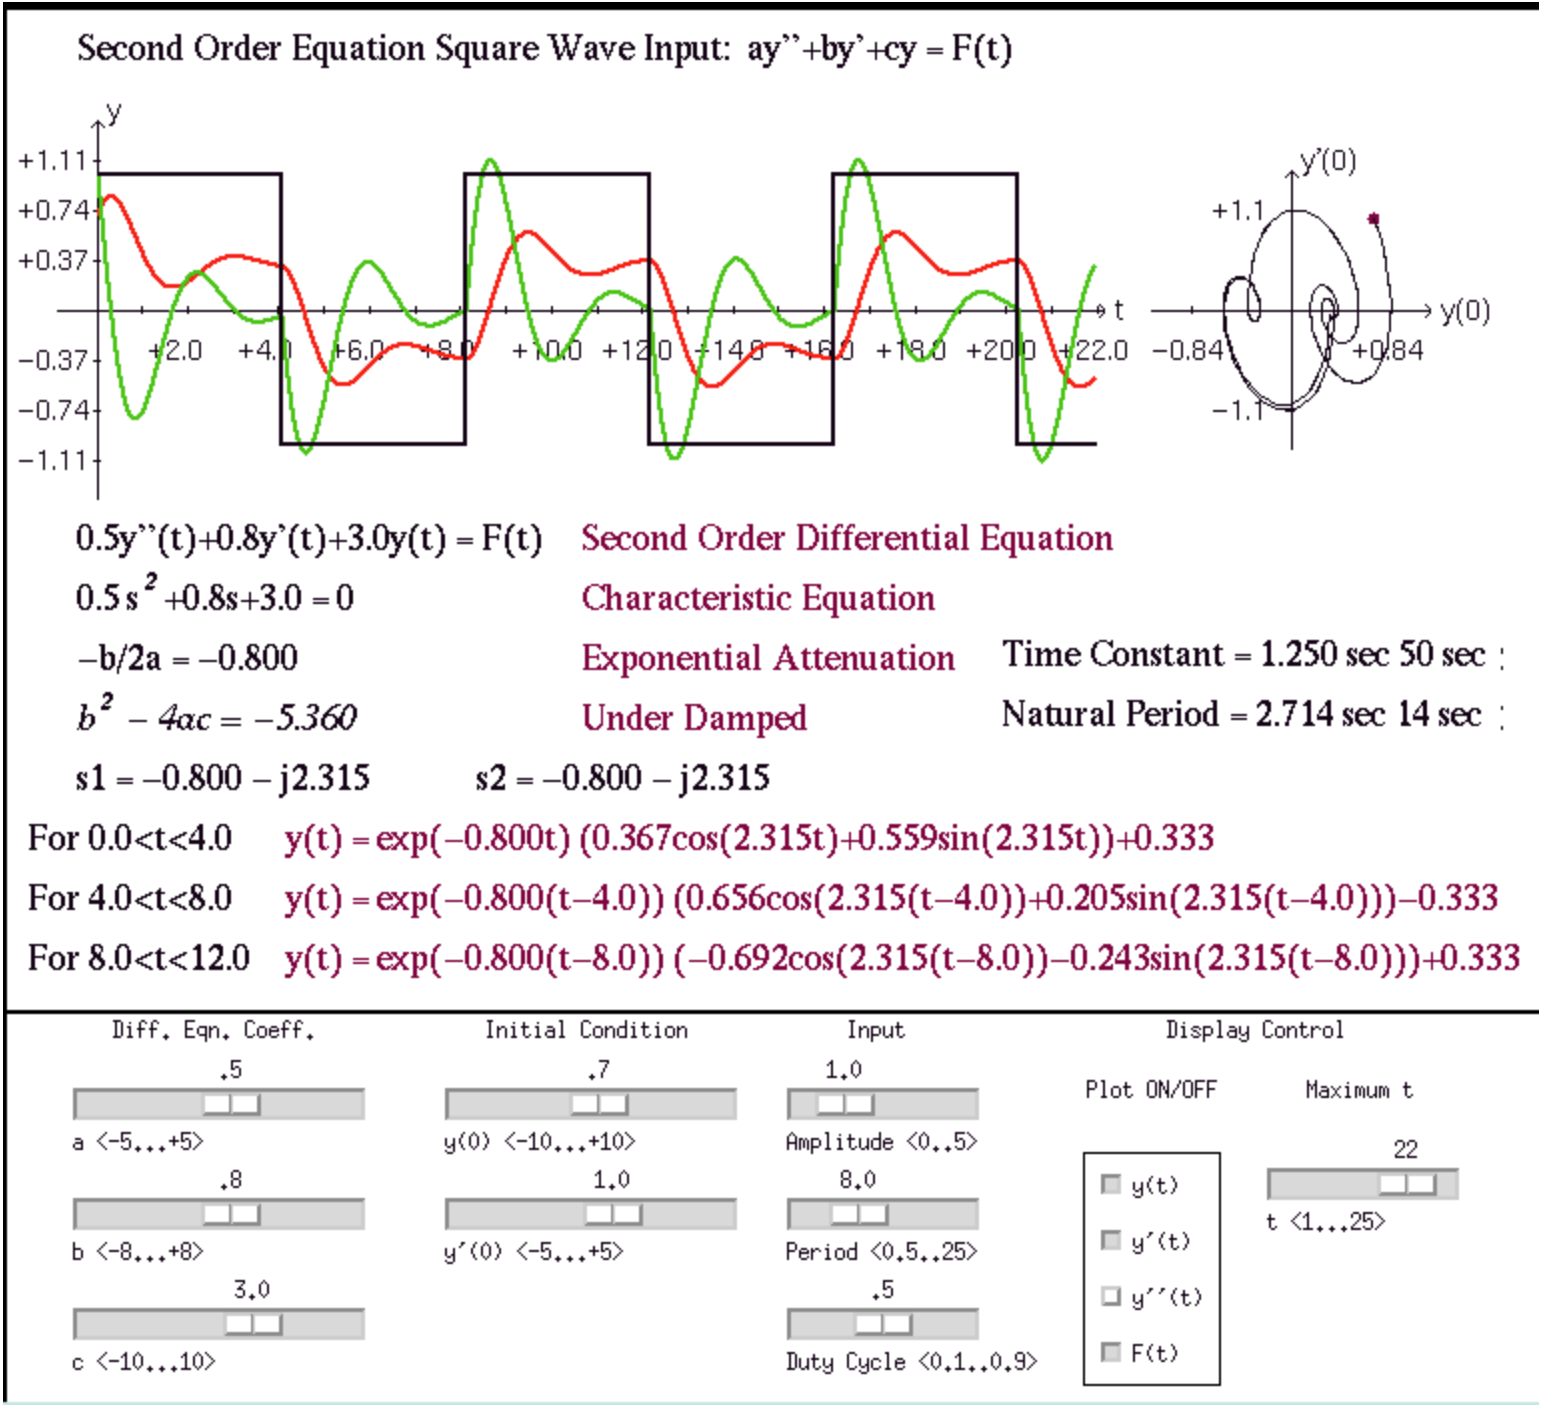 Second Order Equation Square Wave Input: ay’’+by’+cy = F(t)
y
+1.11
+0.74
+0.37
−0.37
−0.74
−1.11
+2.0 +4.0 +6.0 +8.0 +10.0 +12.0 +14.0 +16.0 +18.0 +20.0 +22.0
t
y’(0)
+1.1
y(0)
−0.84 +0.84
−1.1
0.5y’’(t)+0.8y’(t)+3.0y(t) = F(t) Second Order Differential Equation
0.5 s² +0.8s+3.0 = 0 Characteristic Equation
−b/2a = −0.800 Exponential Attenuation Time Constant = 1.250 sec 50 sec :
b² − 4ac = −5.360 Under Damped Natural Period = 2.714 sec 14 sec :
s1 = −0.800 − j2.315 s2 = −0.800 − j2.315
For 0.0<t<4.0 y(t) = exp(−0.800t) (0.367cos(2.315t)+0.559sin(2.315t))+0.333
For 4.0<t<8.0 y(t) = exp(−0.800(t−4.0)) (0.656cos(2.315(t−4.0))+0.205sin(2.315(t−4.0)))−0.333
For 8.0<t<12.0 y(t) = exp(−0.800(t−8.0)) (−0.692cos(2.315(t−8.0))−0.243sin(2.315(t−8.0)))+0.333
Diff. Eqn. Coeff. Initial Condition Input Display Control
.5 .7 1.0
Plot ON/OFF Maximum t
a <-5...+5> y(0) <-10...+10> Amplitude <0..5>
22
.8 1.0 8.0
y(t)
t <1...25>
b <-8...+8> y'(0) <-5...+5> Period <0.5..25>
y'(t)
3.0 .5
y''(t)
c <-10...10> Duty Cycle <0.1..0.9>
F(t)